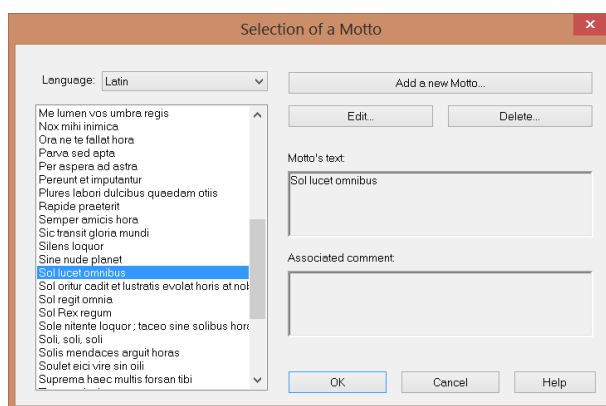 Selection of a Motto
Language: Latin
Add a new Motto...
Edit...
Delete...
Me lumen vos umbra regis
Nox mihi inimica
Ora ne te fallat hora
Parva sed apta
Per aspera ad astra
Pereunt et imputantur
Plures labori dulcibus quaedam otiis
Rapide praeterit
Semper amicis hora
Sic transit gloria mundi
Silens loquor
Sine nude planet
Sol lucet omnibus
Sol oritur cadit et lustratis evolat horis at
Sol regit omnia
Sol Rex regum
Sole nitente loquor ; taceo sine solibus
Soli, soli, soli
Solis mendaces arguit horas
Soulet eici vire sin oili
Suprema haec multis forsan tibi
Motto's text:
Sol lucet omnibus
Associated comment:
OK
Cancel
Help